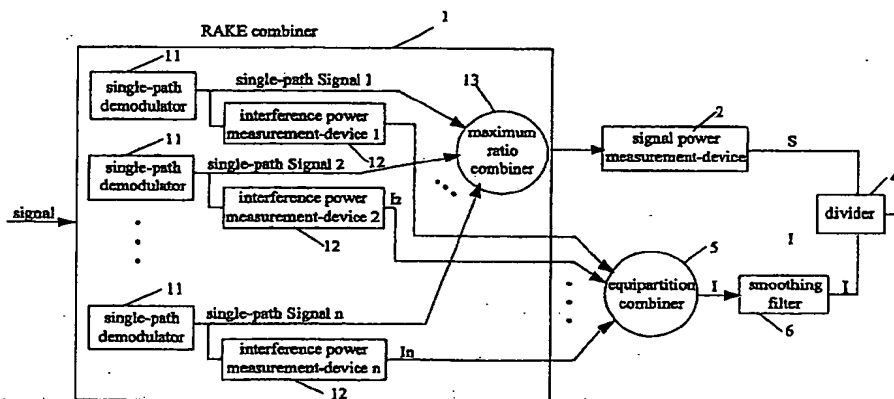 RAKE combiner
1
11
single-path
demodulator
single-path Signal 1
interference power
measurement-device 1
12
13
maximum
ratio
combiner
2
signal power
measurement-device
S
11
single-path
demodulator
single-path Signal 2
I2
interference power
measurement-device 2
12
signal
4
divider
I
5
equipartition
combiner
I
smoothing
filter
I
6
11
single-path
demodulator
single-path Signal n
interference power
measurement-device n
In
12